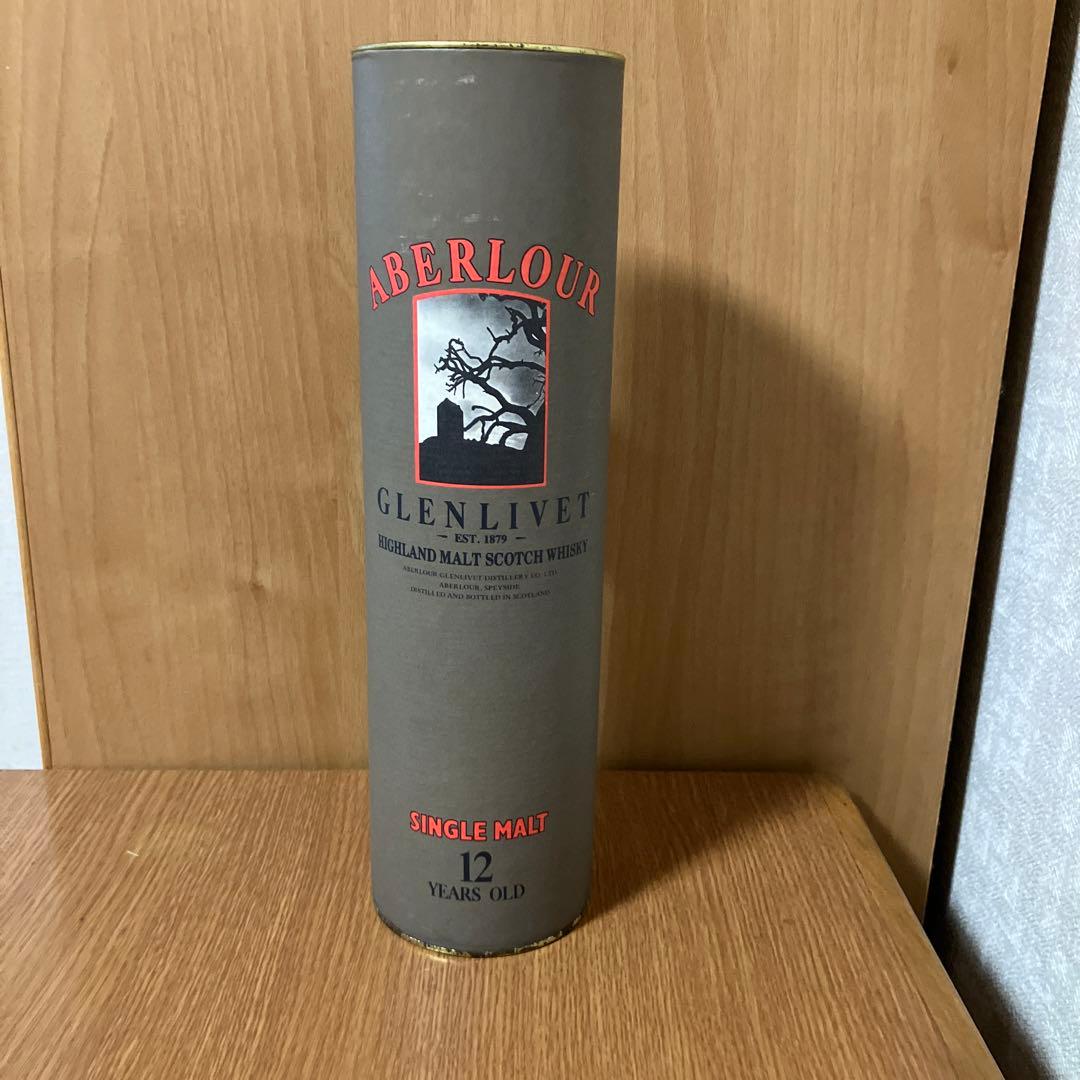 ABERLOUR
GLENLIVET
- EST. 1879 -
HIGHLAND MALT SCOTCH WHISKY
ABERLOUR-GLENLIVET DISTILLERY CO. LTD.
ABERLOUR, SPEYSIDE
DISTILLED AND BOTTLED IN SCOTLAND
SINGLE MALT
12
YEARS OLD